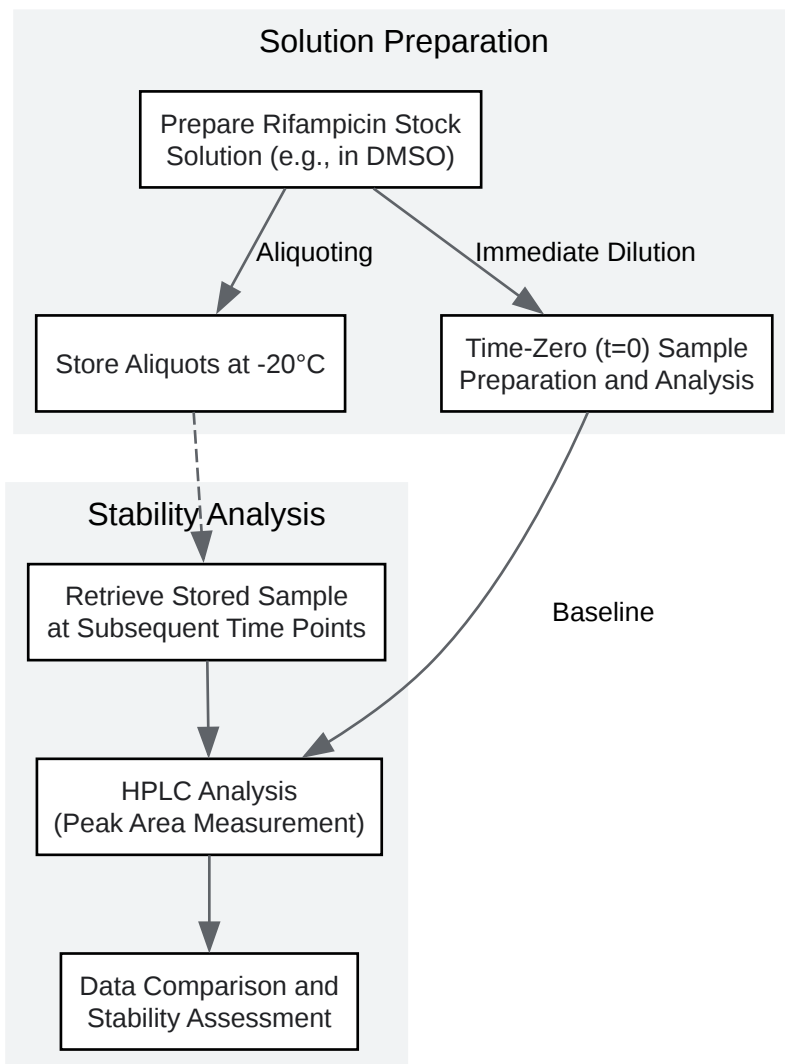 Solution Preparation
Prepare Rifampicin Stock
Solution (e.g., in DMSO)
Aliquoting
Immediate Dilution
Store Aliquots at -20°C
Time-Zero (t=0) Sample
Preparation and Analysis
Stability Analysis
Retrieve Stored Sample
at Subsequent Time Points
Baseline
HPLC Analysis
(Peak Area Measurement)
Data Comparison and
Stability Assessment